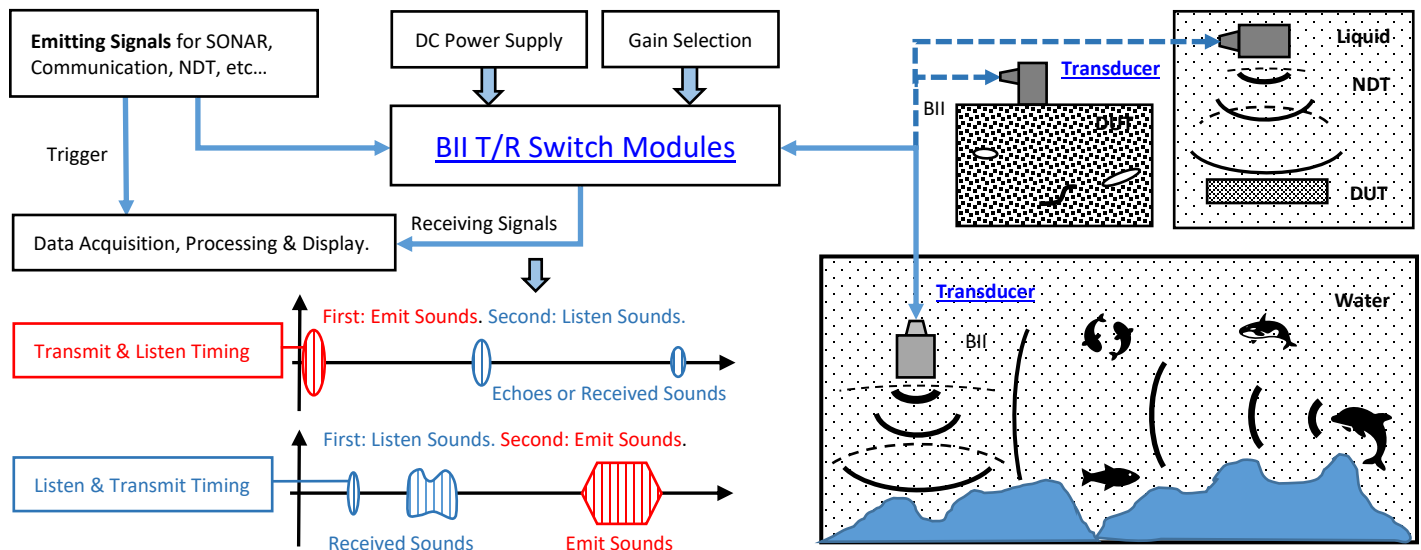 Emitting Signals for SONAR,
Communication, NDT, etc…
DC Power Supply
Gain Selection
BII T/R Switch Modules
Trigger
Receiving Signals
Data Acquisition, Processing & Display.
Transducer
BII
DUT
Liquid
NDT
DUT
Transducer
BII
Water
First: Emit Sounds. Second: Listen Sounds.
Transmit & Listen Timing
Echoes or Received Sounds
First: Listen Sounds. Second: Emit Sounds.
Listen & Transmit Timing
Received Sounds
Emit Sounds